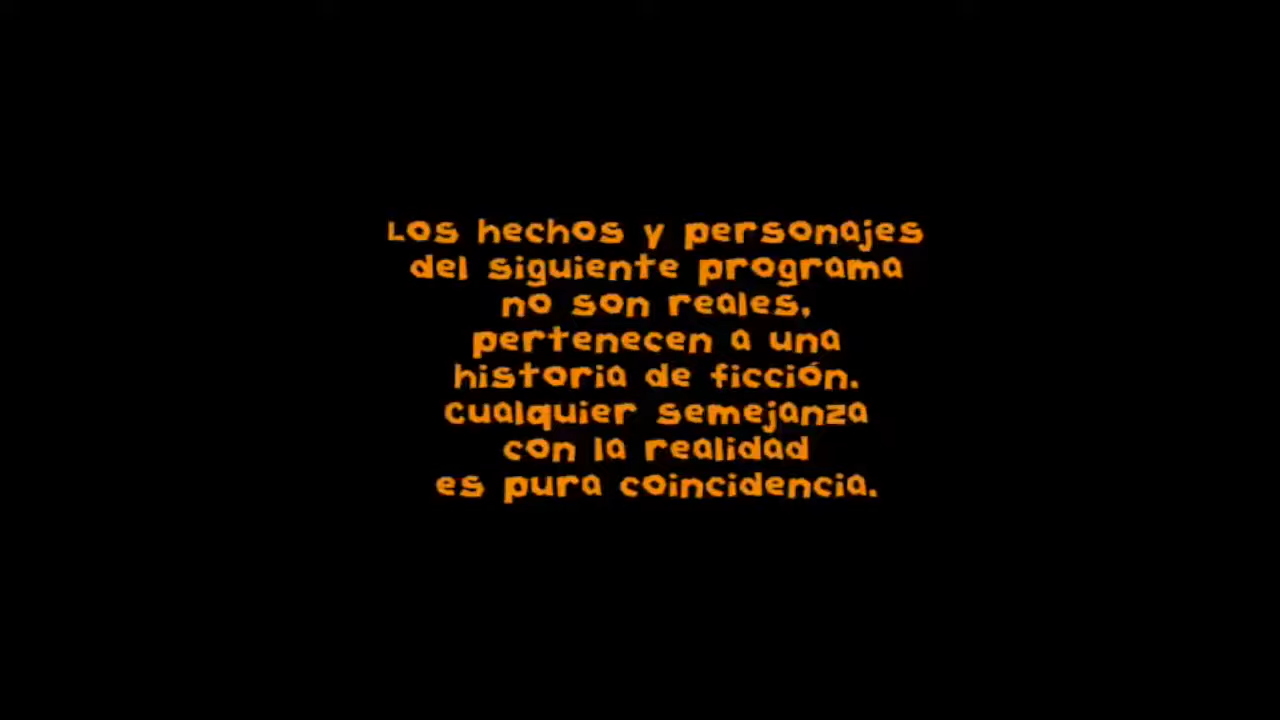 Los hechos y personajes
del siguiente programa
no son reales,
pertenecen a una
historia de ficción.
cualquier semejanza
con la realidad
es pura coincidencia.